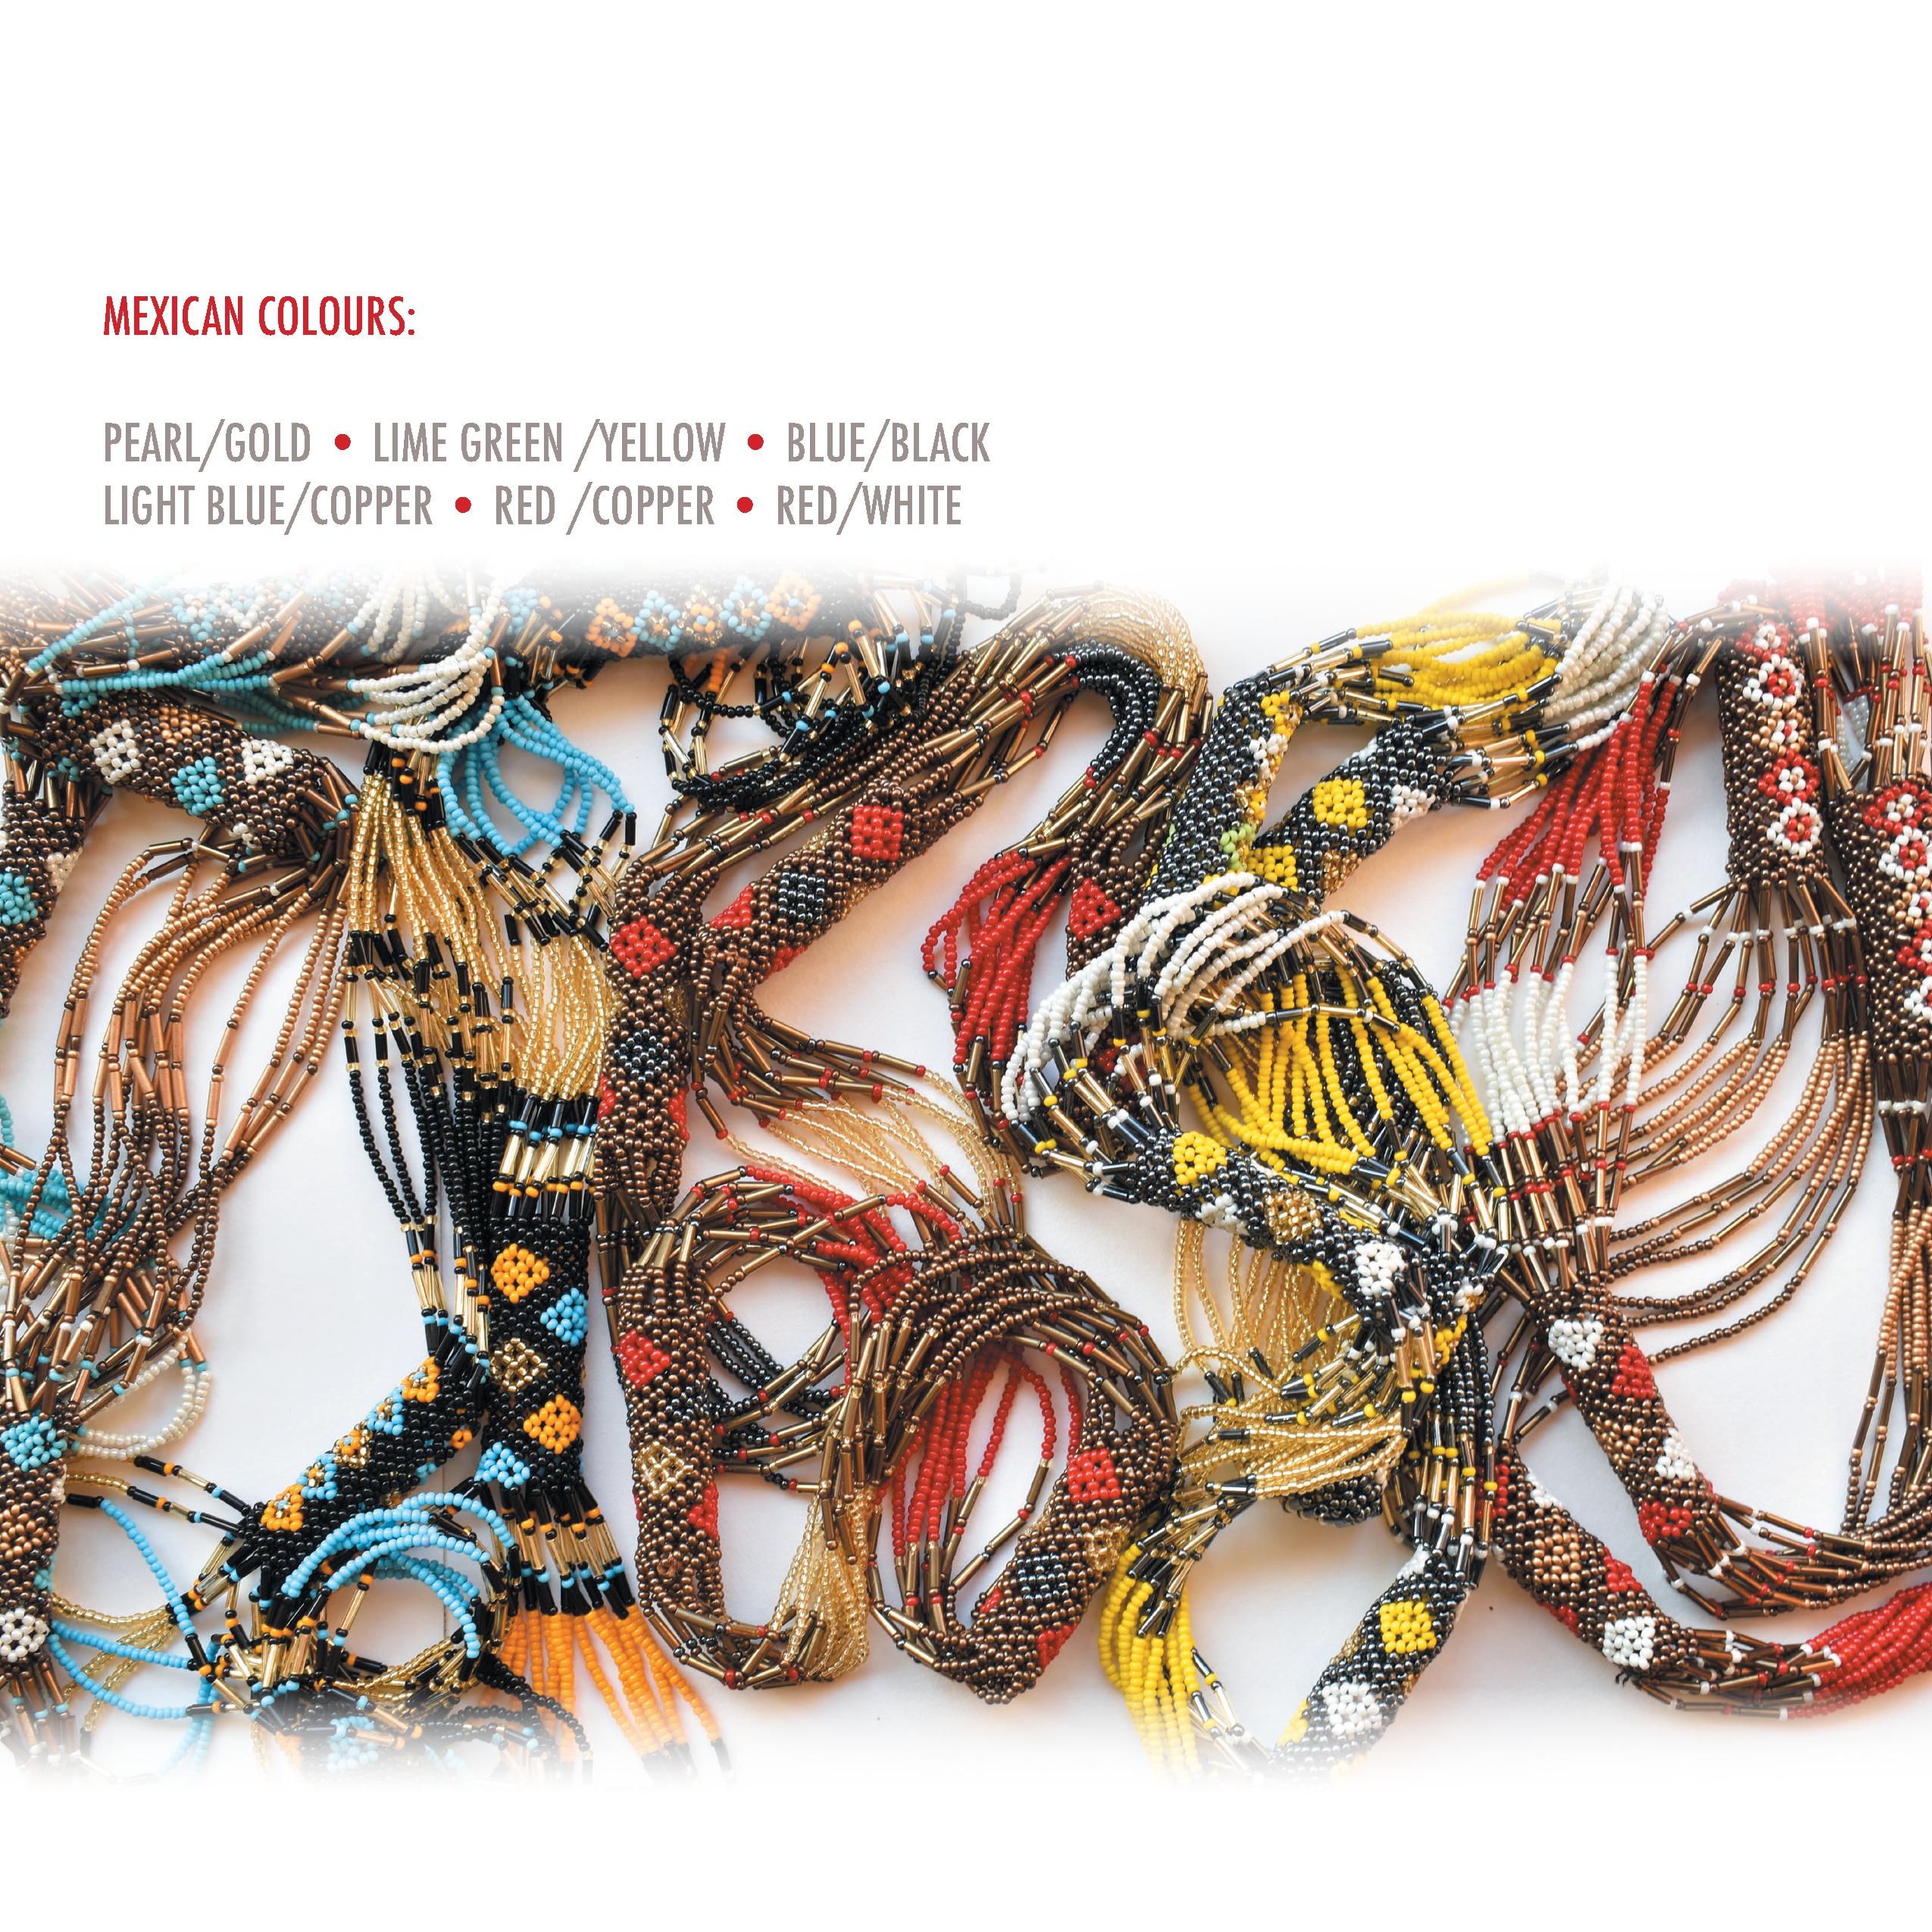 MEXICAN COLOURS:
PEARL/GOLD • LIME GREEN /YELLOW • BLUE/BLACK
LIGHT BLUE/COPPER • RED /COPPER • RED/WHITE